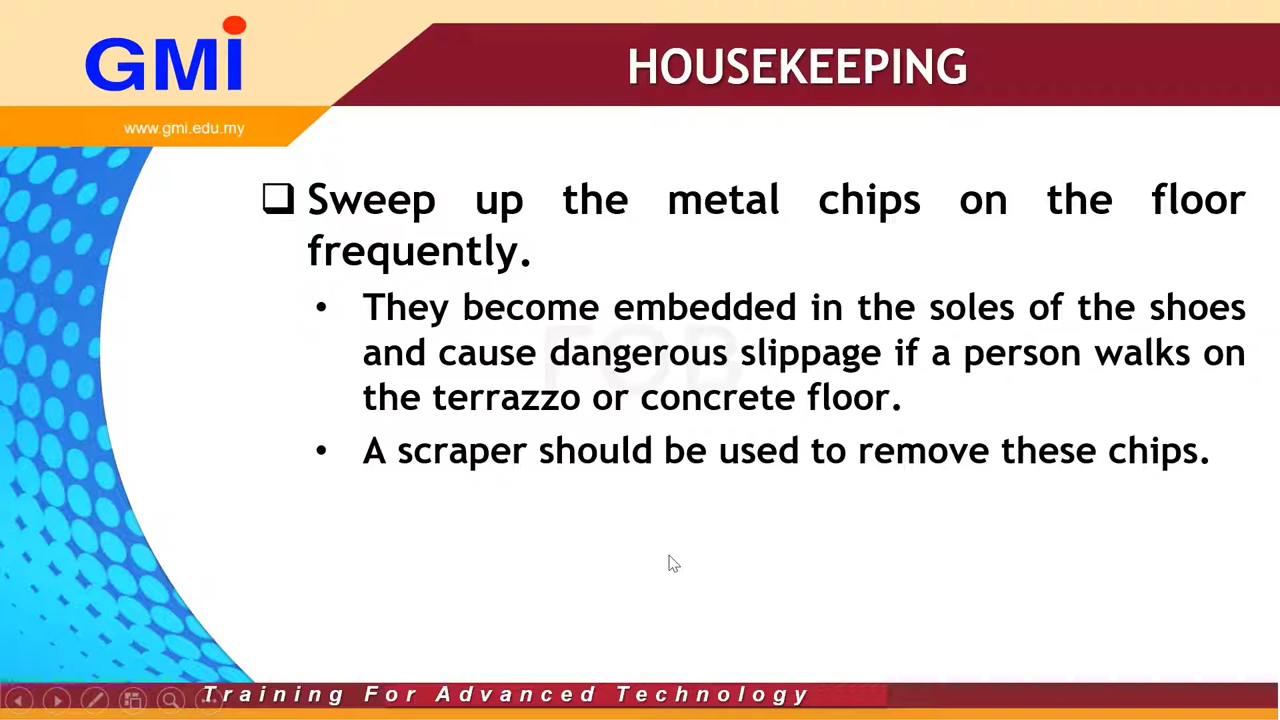 GMi
HOUSEKEEPING
www.gmi.edu.my
❑ Sweep up the metal chips on the floor
frequently.
• They become embedded in the soles of the shoes
and cause dangerous slippage if a person walks on
the terrazzo or concrete floor.
• A scraper should be used to remove these chips.
FOB
Training For Advanced Technology